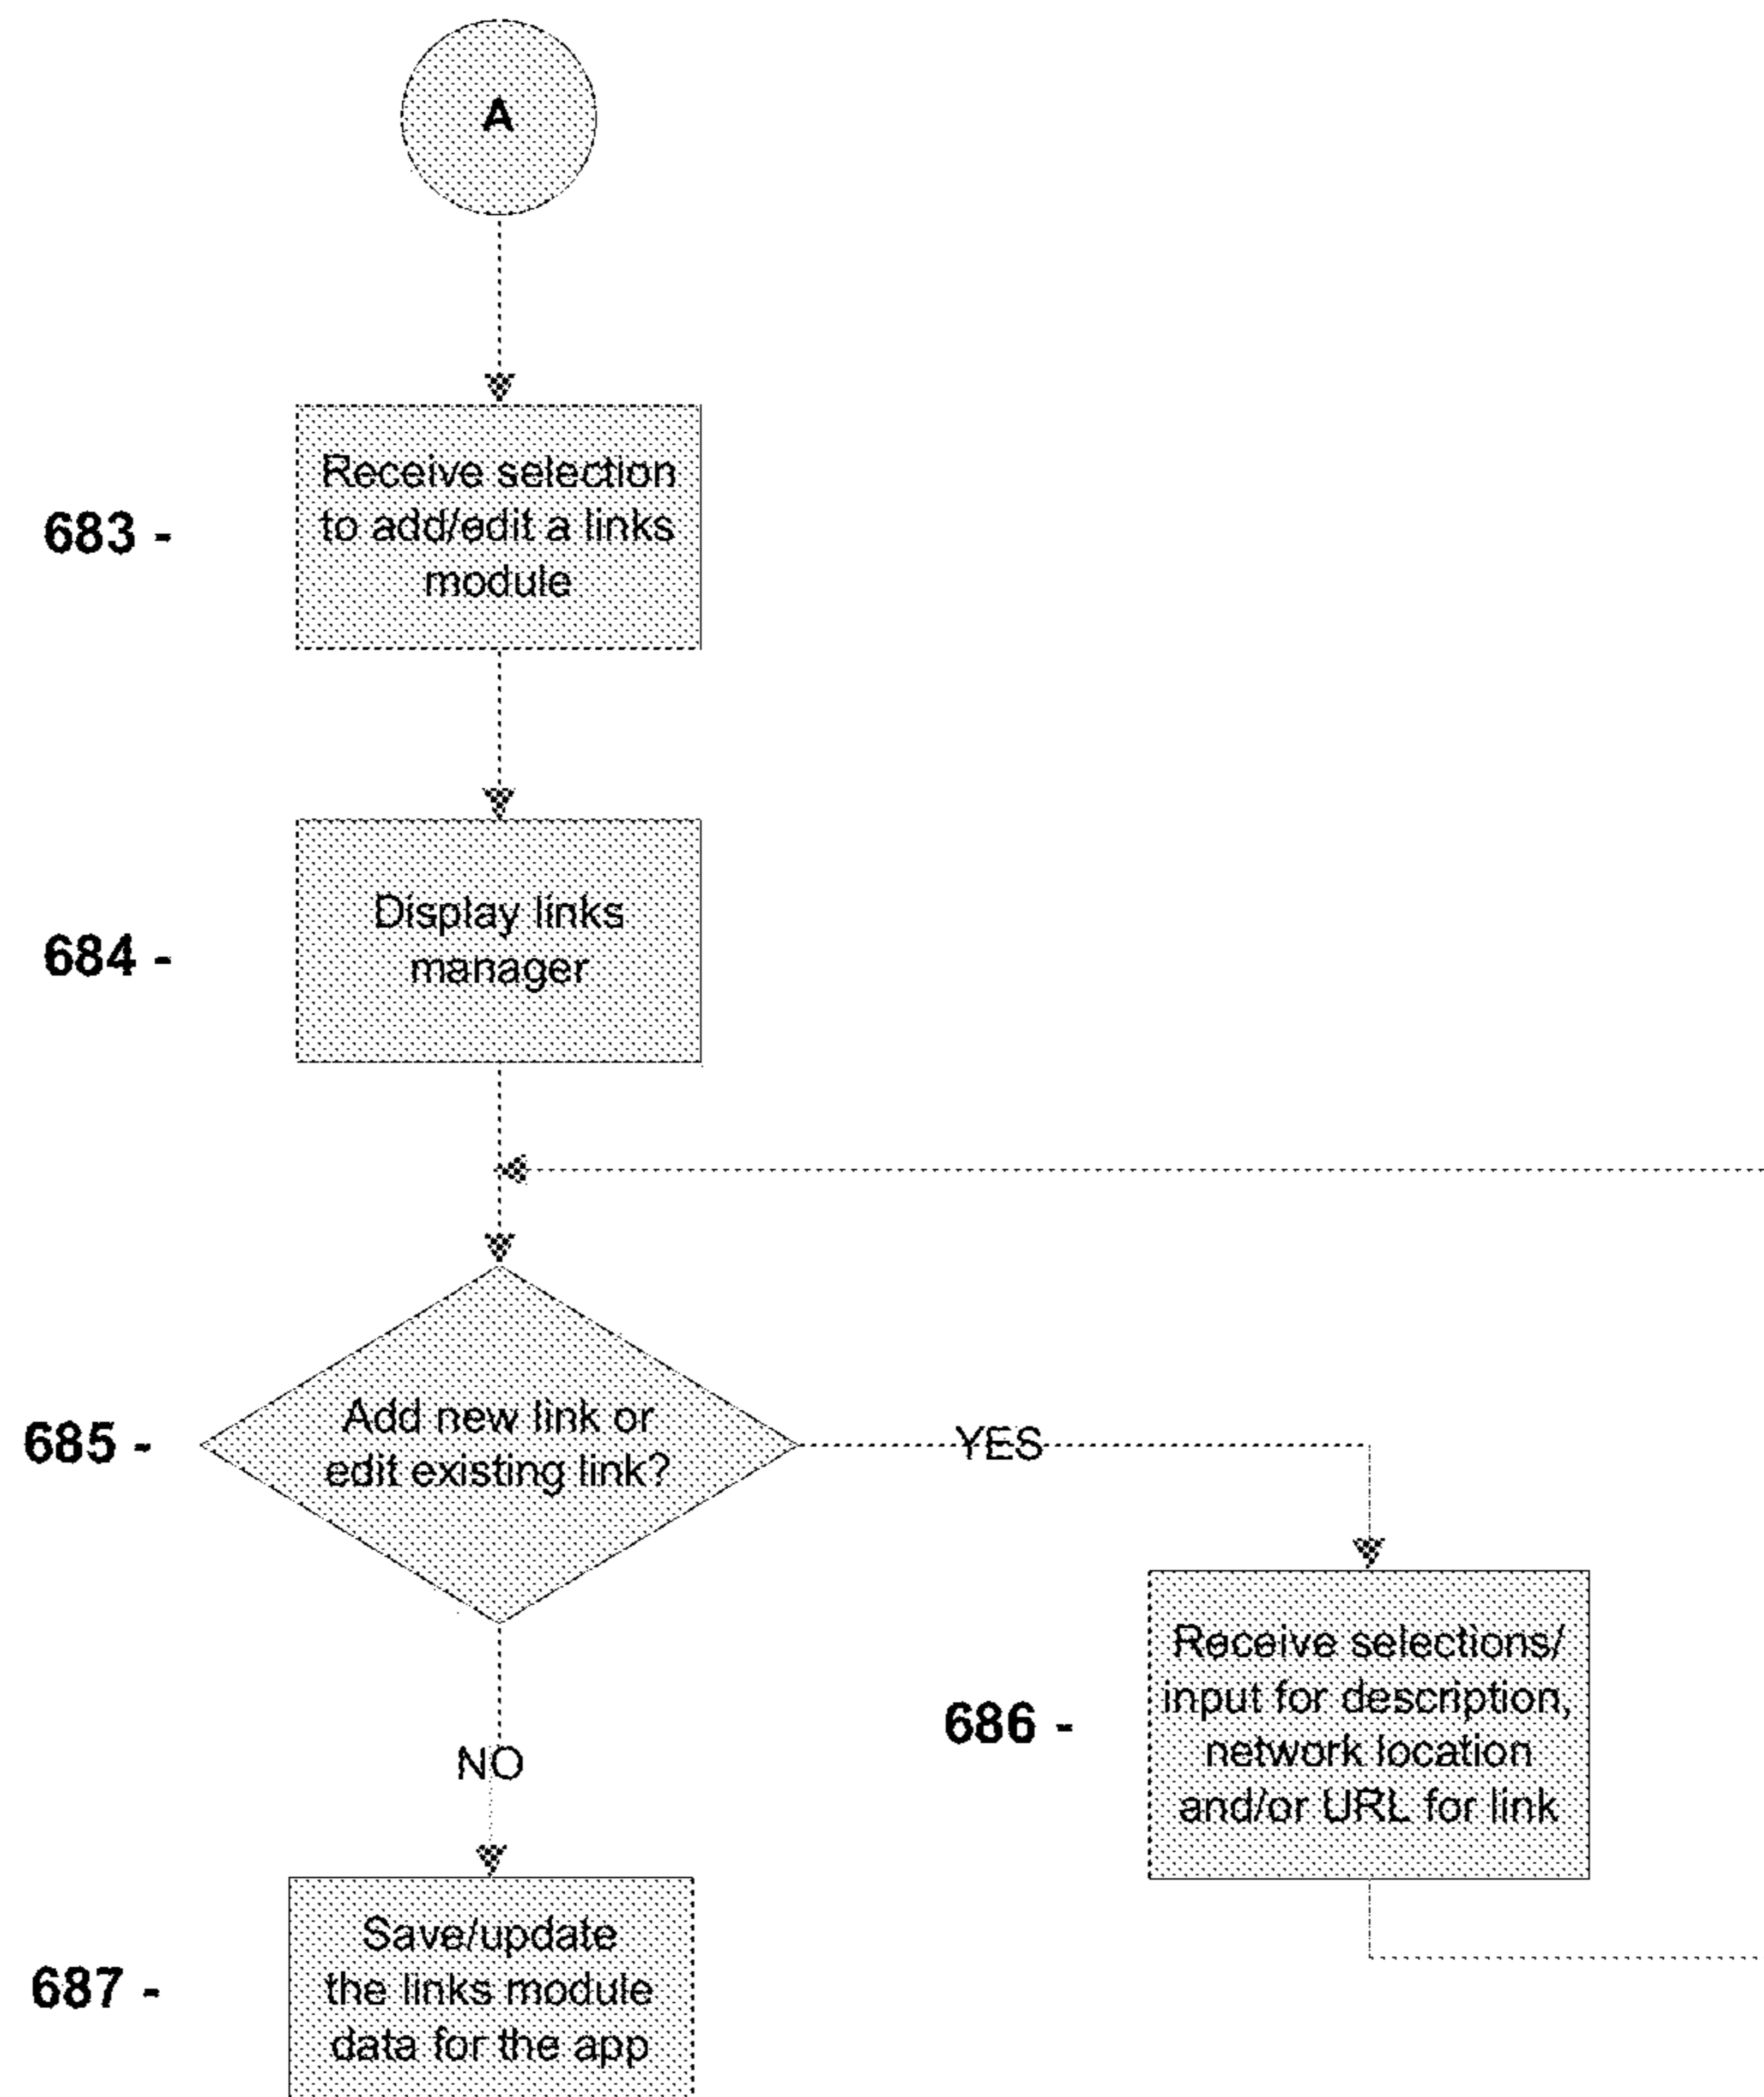 A
683 -
Receive selection
to add/edit a links
module
684 -
Display links
manager
685 -
Add new link or
edit existing link?
YES
686 -
Receive selections/
input for description,
network location
and/or URL for link
NO
687 -
Save/update
the links module
data for the app